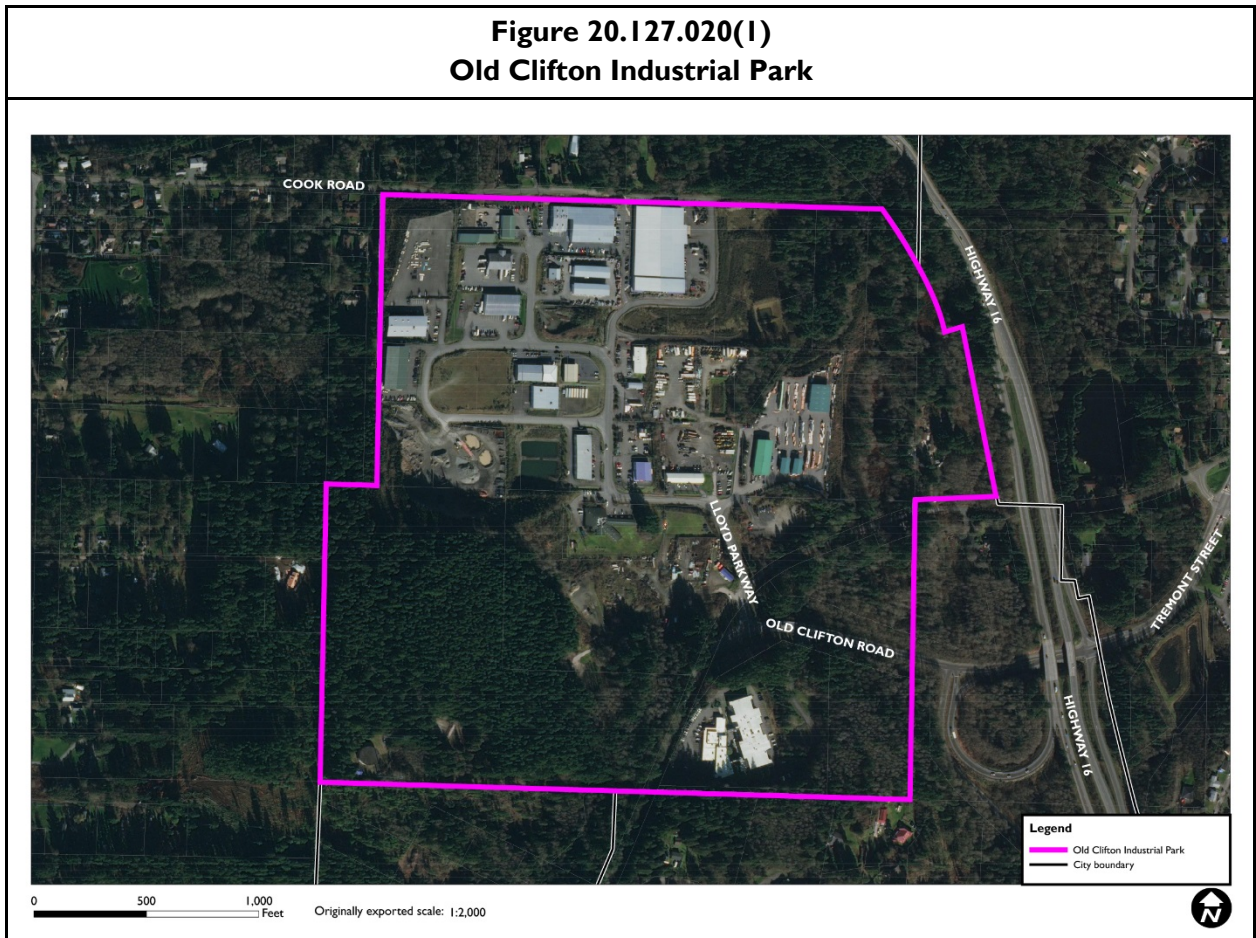 Figure 20.127.020(1)
Old Clifton Industrial Park
COOK ROAD
HIGHWAY 16
LLOYD PARKWAY
OLD CLIFTON ROAD
TREMONT STREET
HIGHWAY 16
Legend
Old Clifton Industrial Park
City boundary
0 500 1,000
Feet
Originally exported scale: 1:2,000
N